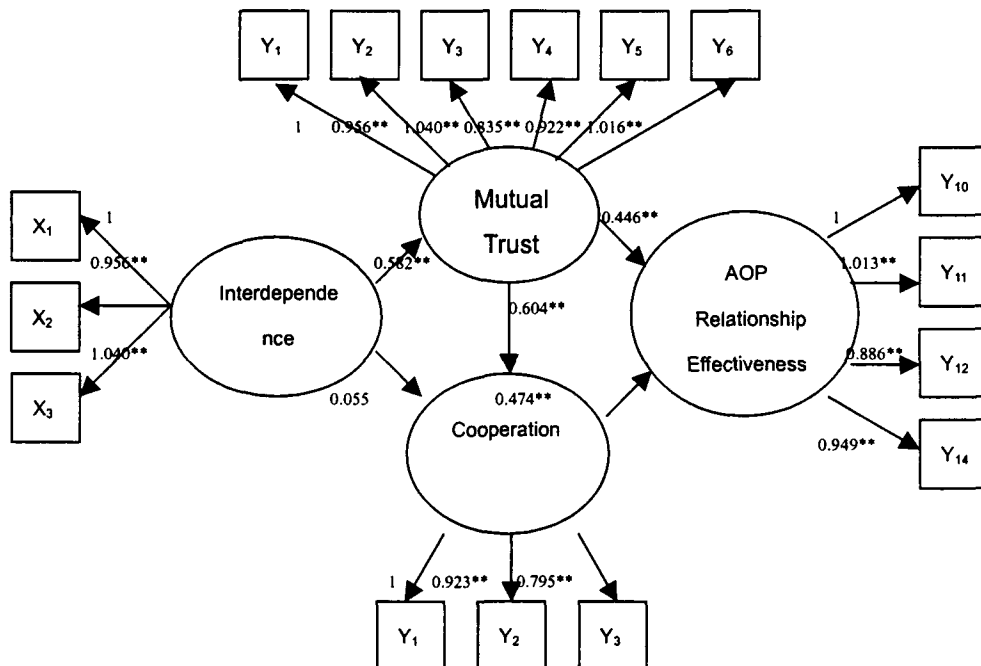 Y1 Y2 Y3 Y4 Y5 Y6
1 0.956** 1.040** 0.835** 0.922** 1.016**
Mutual
Trust
X1
X2
X3
1
0.956**
1.040**
Interdepende
nce
0.582**
0.055
0.604**
0.446**
0.474**
Cooperation
AOP
Relationship
Effectiveness
1
1.013**
0.886**
0.949**
Y10
Y11
Y12
Y14
1 0.923** 0.795**
Y1 Y2 Y3